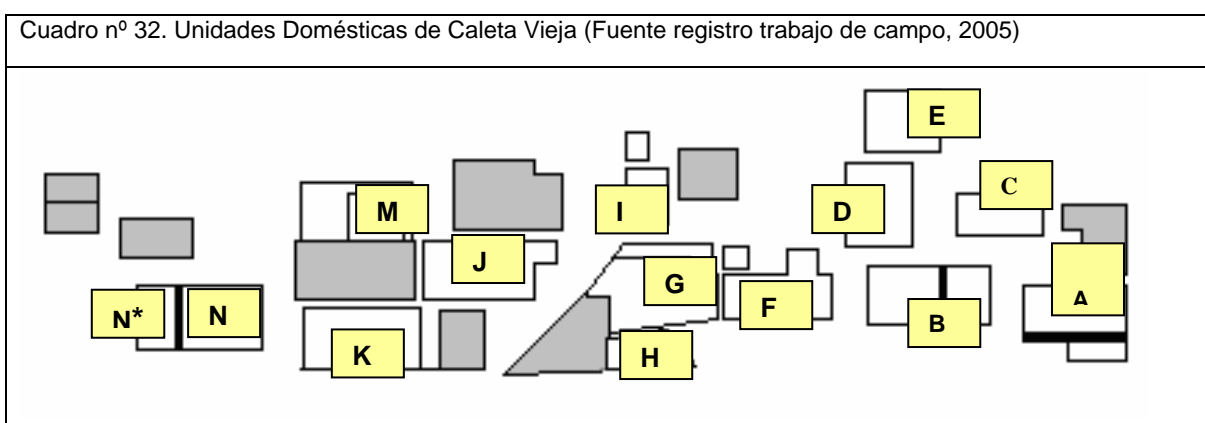 Cuadro nº 32. Unidades Domésticas de Caleta Vieja (Fuente registro trabajo de campo, 2005)
E
C
M
I
D
J
A
G
F
N*
N
B
K
H